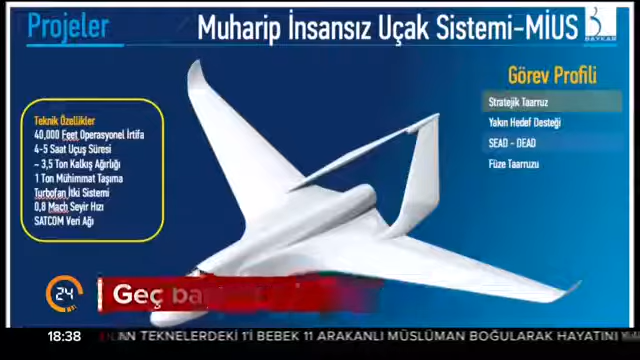 Projeler
Muharip İnsansız Uçak Sistemi-MİUS
BAYKAR
Görev Profili
Stratejik Taarruz
Yakın Hedef Desteği
SEAD - DEAD
Füze Taarruzu
Teknik Özellikler
40,000 Feet Operasyonel İrtifa
4-5 Saat Uçuş Süresi
~ 3,5 Ton Kalkış Ağırlığı
1 Ton Mühimmat Taşıma
Turbofan İtki Sistemi
0,8 Mach Seyir Hızı
SATCOM Veri Ağı
24
Geç
18:38
TEKNELERDEKİ 1'İ BEBEK 11 ARAKANLI MÜSLÜMAN BOĞULARAK HAYATINI